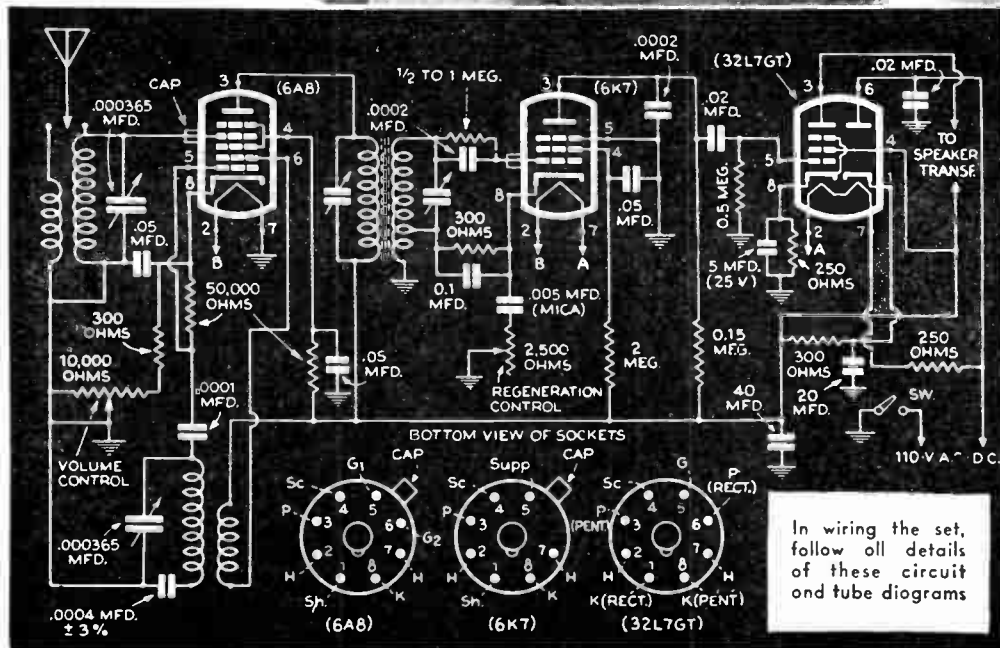 CAP
.000365
MFD.
3
(6A8)
4
6
5
8
2
7
B
.05
MFD.
50,000
OHMS
300
OHMS
10,000
OHMS
.0001
MFD.
.05
MFD.
VOLUME
CONTROL
.000365
MFD.
.0004 MFD.
± 3%
1/2 TO 1 MEG.
.0002
MFD.
3
(6K7)
5
4
8
2
7
B
A
.0002
MFD.
300
OHMS
0.1
MFD.
.05
MFD.
.005 MFD.
(MICA)
2,500
OHMS
REGENERATION
CONTROL
2
MEG.
0.15
MEG.
(32L7GT)
3
6
.02 MFD.
.02
MFD.
5
4
8
1
2
7
A
TO
SPEAKER
TRANSF.
0.5 MEG.
5 MFD.
(25 V)
250
OHMS
300
OHMS
20
MFD.
250
OHMS
40
MFD.
SW.
110-V A.C.-D.C.
BOTTOM VIEW OF SOCKETS
G1
CAP
Sc
4
5
P
3
6
G2
2
7
H
1
8
H
Sh.
K
(6A8)
Supp
CAP
Sc
4
5
P
3
2
7
H
1
8
H
Sh.
K
(6K7)
G
P
(RECT.)
Sc
4
5
P
(PENT)
3
6
2
7
H
1
8
H
K(RECT.)
K(PENT)
(32L7GT)
In wiring the set,
follow oll details
of these circuit
ond tube diogroms